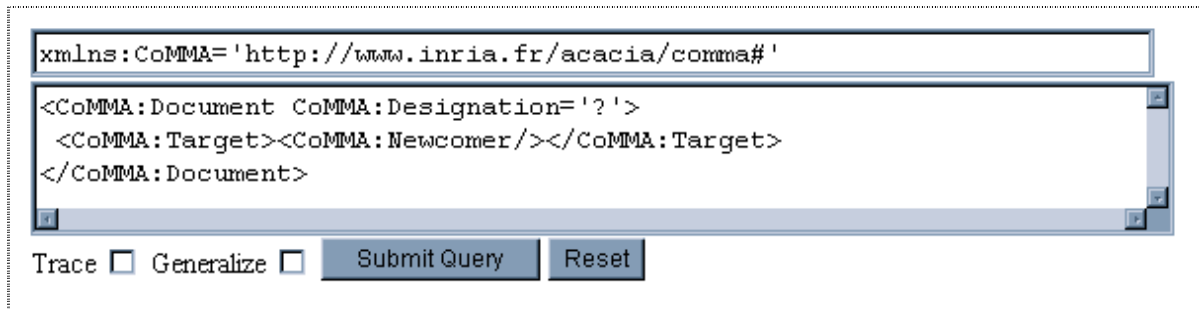 xmlns:CoMMA='http://www.inria.fr/acacia/comma#'
<CoMMA:Document CoMMA:Designation='?'>
<CoMMA:Target><CoMMA:Newcomer/></CoMMA:Target>
</CoMMA:Document>
Trace Generalize Submit Query Reset